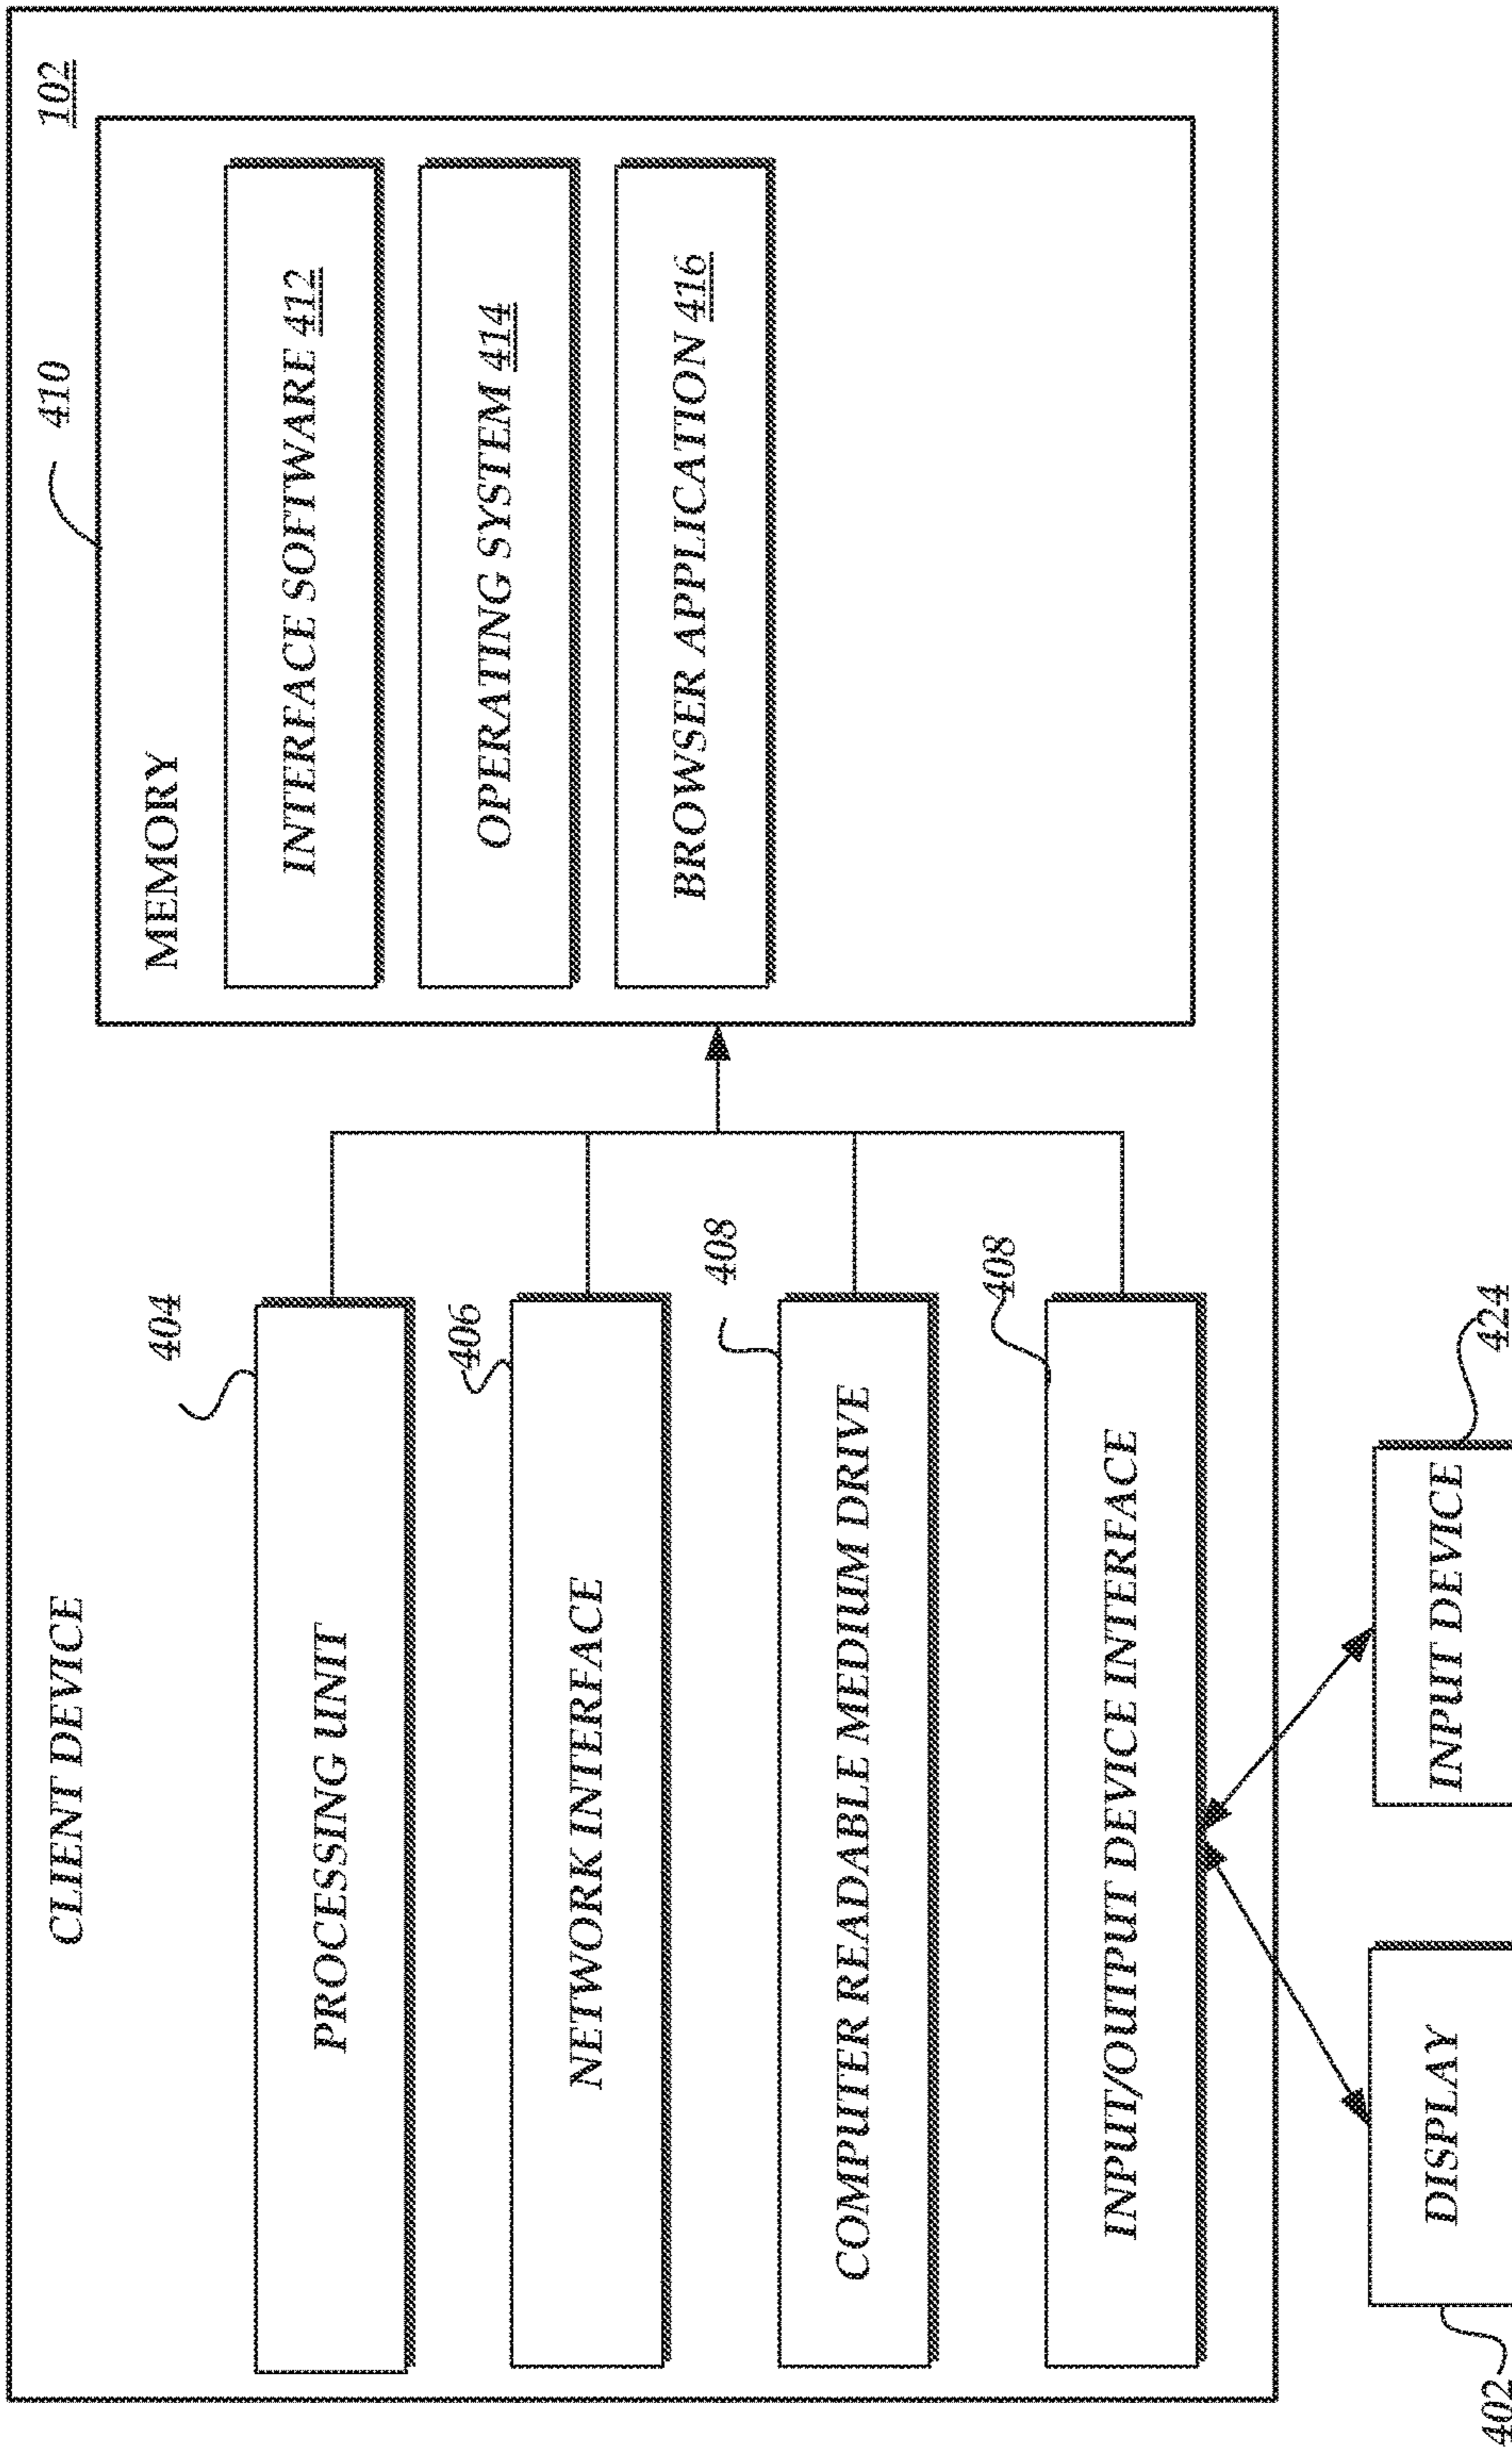 CLIENT DEVICE
102
410
MEMORY
404
PROCESSING UNIT
INTERFACE SOFTWARE 412
406
NETWORK INTERFACE
OPERATING SYSTEM 414
408
COMPUTER READABLE MEDIUM DRIVE
BROWSER APPLICATION 416
408
INPUT/OUTPUT DEVICE INTERFACE
DISPLAY
402
INPUT DEVICE
424